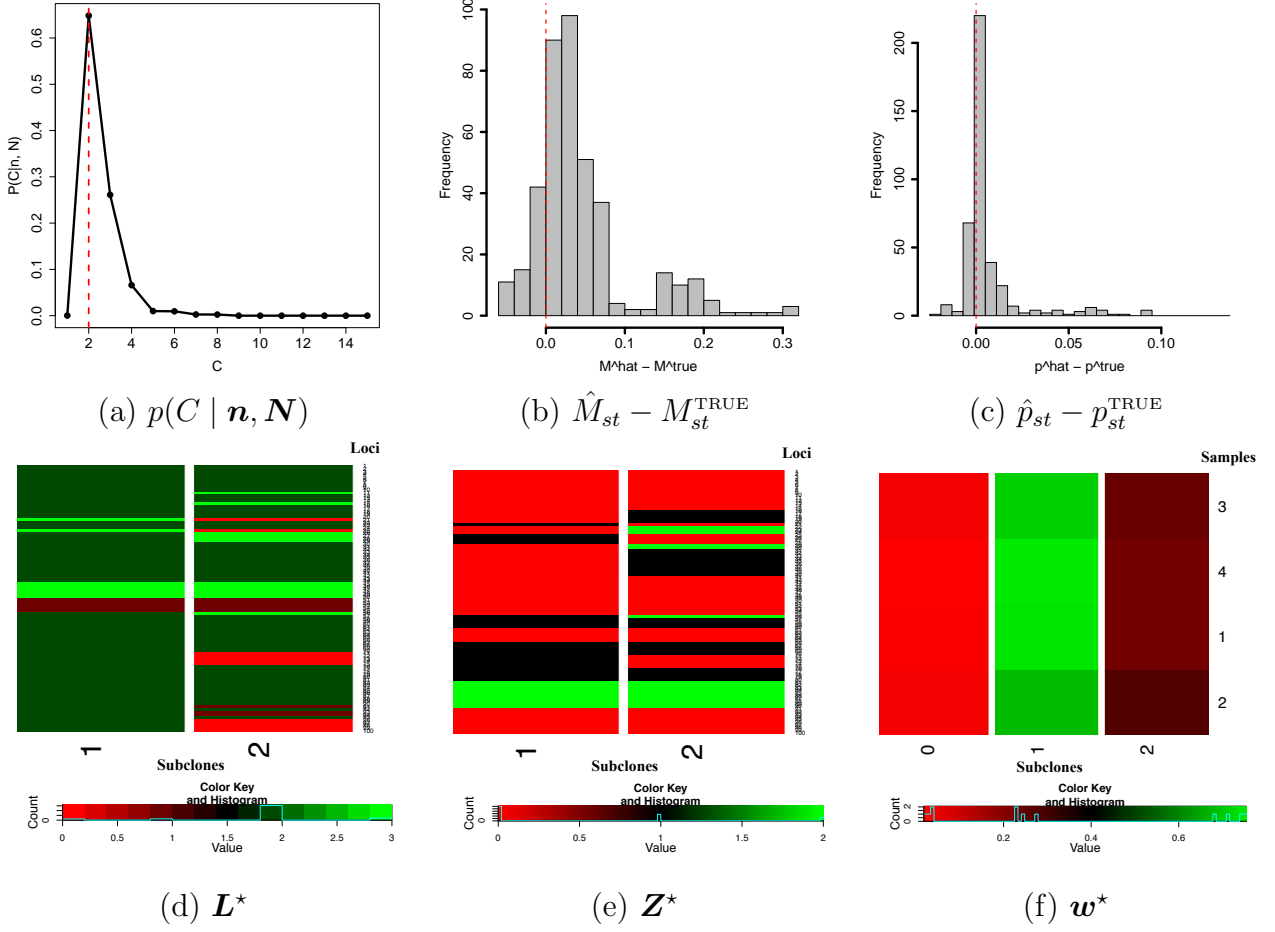 0.0 0.1 0.2 0.3 0.4 0.5 0.6
P(C|n, N)
2 4 6 8 10 12 14
C
0 20 40 60 80 100
Frequency
0.0 0.1 0.2 0.3
M^hat − M^true
0 50 100 150 200
Frequency
0.00 0.05 0.10
p^hat − p^true
(a) p(C | n, N)
(b) M̂st − MstTRUE
(c) p̂st − pstTRUE
Loci
1 2
Subclones
Color Key
and Histogram
Count
0
0 0.5 1 1.5 2 2.5 3
Value
Loci
1 2
Subclones
Color Key
and Histogram
Count
0
0.5 1 1.5 2
Value
Samples
3
4
1
2
0 1 2
Subclones
Color Key
and Histogram
Count
0 2
0.2 0.4 0.6
Value
(d) L⋆
(e) Z⋆
(f) w⋆